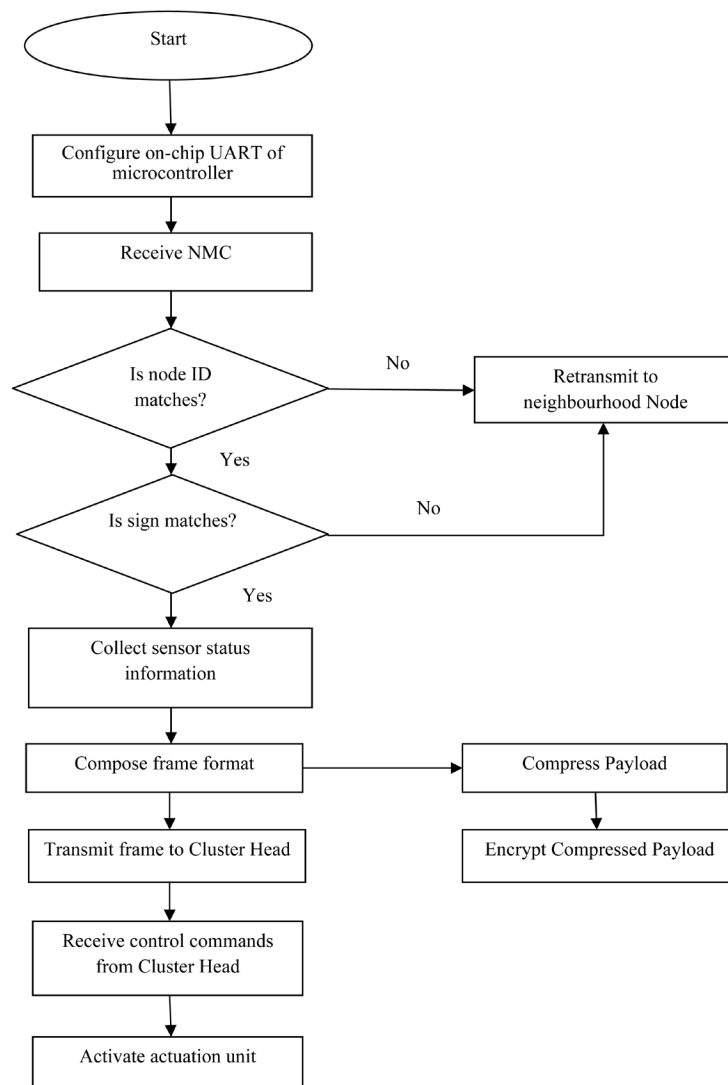 Start
Configure on-chip UART of
microcontroller
Receive NMC
Is node ID
matches?
No
Retransmit to
neighbourhood Node
Yes
Is sign matches?
No
Yes
Collect sensor status
information
Compose frame format
Compress Payload
Transmit frame to Cluster Head
Encrypt Compressed Payload
Receive control commands
from Cluster Head
Activate actuation unit